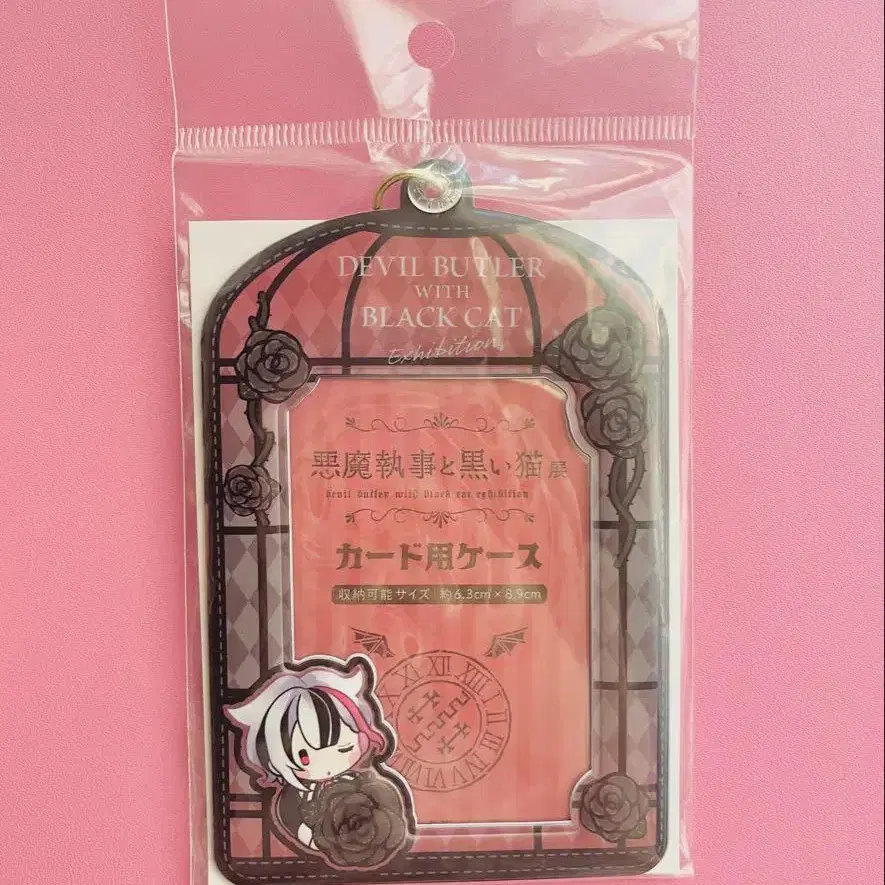 DEVIL BUTLER
WITH
BLACK CAT
Exhibition
悪魔執事と黒い猫展
devil butler with black cat exhibition
カード用ケース
収納可能サイズ 約6.3cm×8.9cm